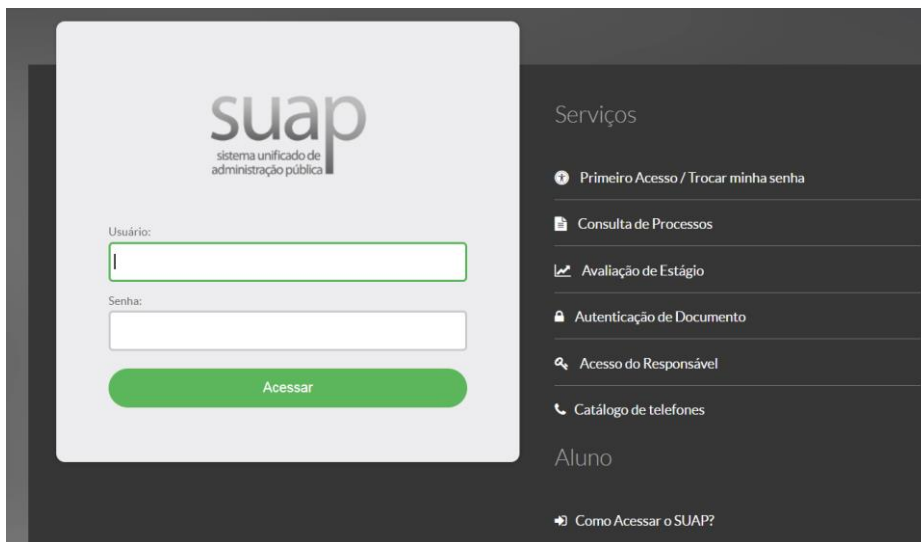 suap
sistema unificado de
administração pública
Usuário:
Senha:
Acessar
Serviços
Primeiro Acesso / Trocar minha senha
Consulta de Processos
Avaliação de Estágio
Autenticação de Documento
Acesso do Responsável
Catálogo de telefones
Aluno
Como Acessar o SUAP?